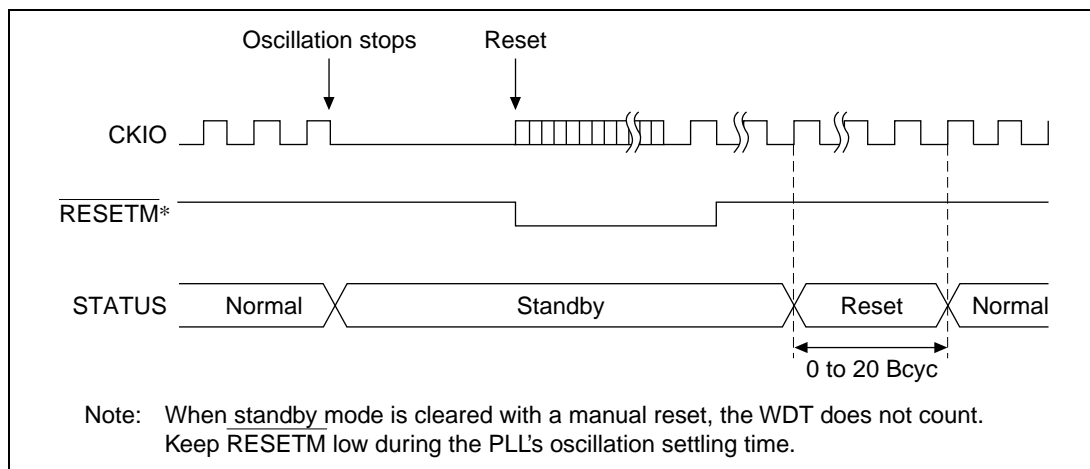 Oscillation stops Reset
CKIO
RESETM*
STATUS Normal Standby Reset Normal
0 to 20 Bcyc
Note: When standby mode is cleared with a manual reset, the WDT does not count.
Keep RESETM low during the PLL's oscillation settling time.